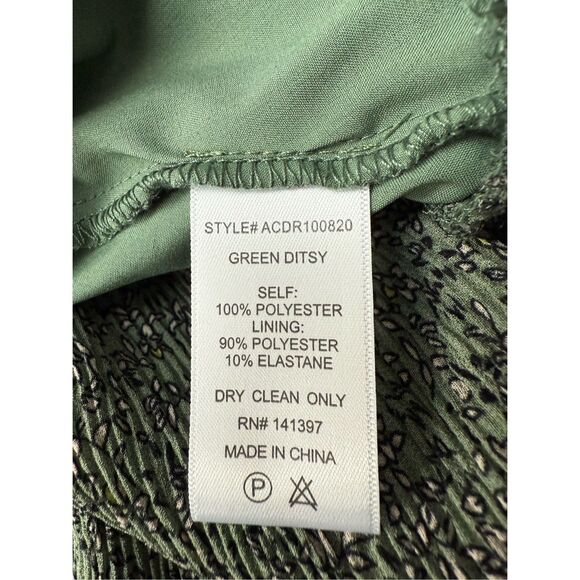 STYLE# ACDR100820
GREEN DITSY
SELF:
100% POLYESTER
LINING:
90% POLYESTER
10% ELASTANE
DRY CLEAN ONLY
RN# 141397
MADE IN CHINA
P